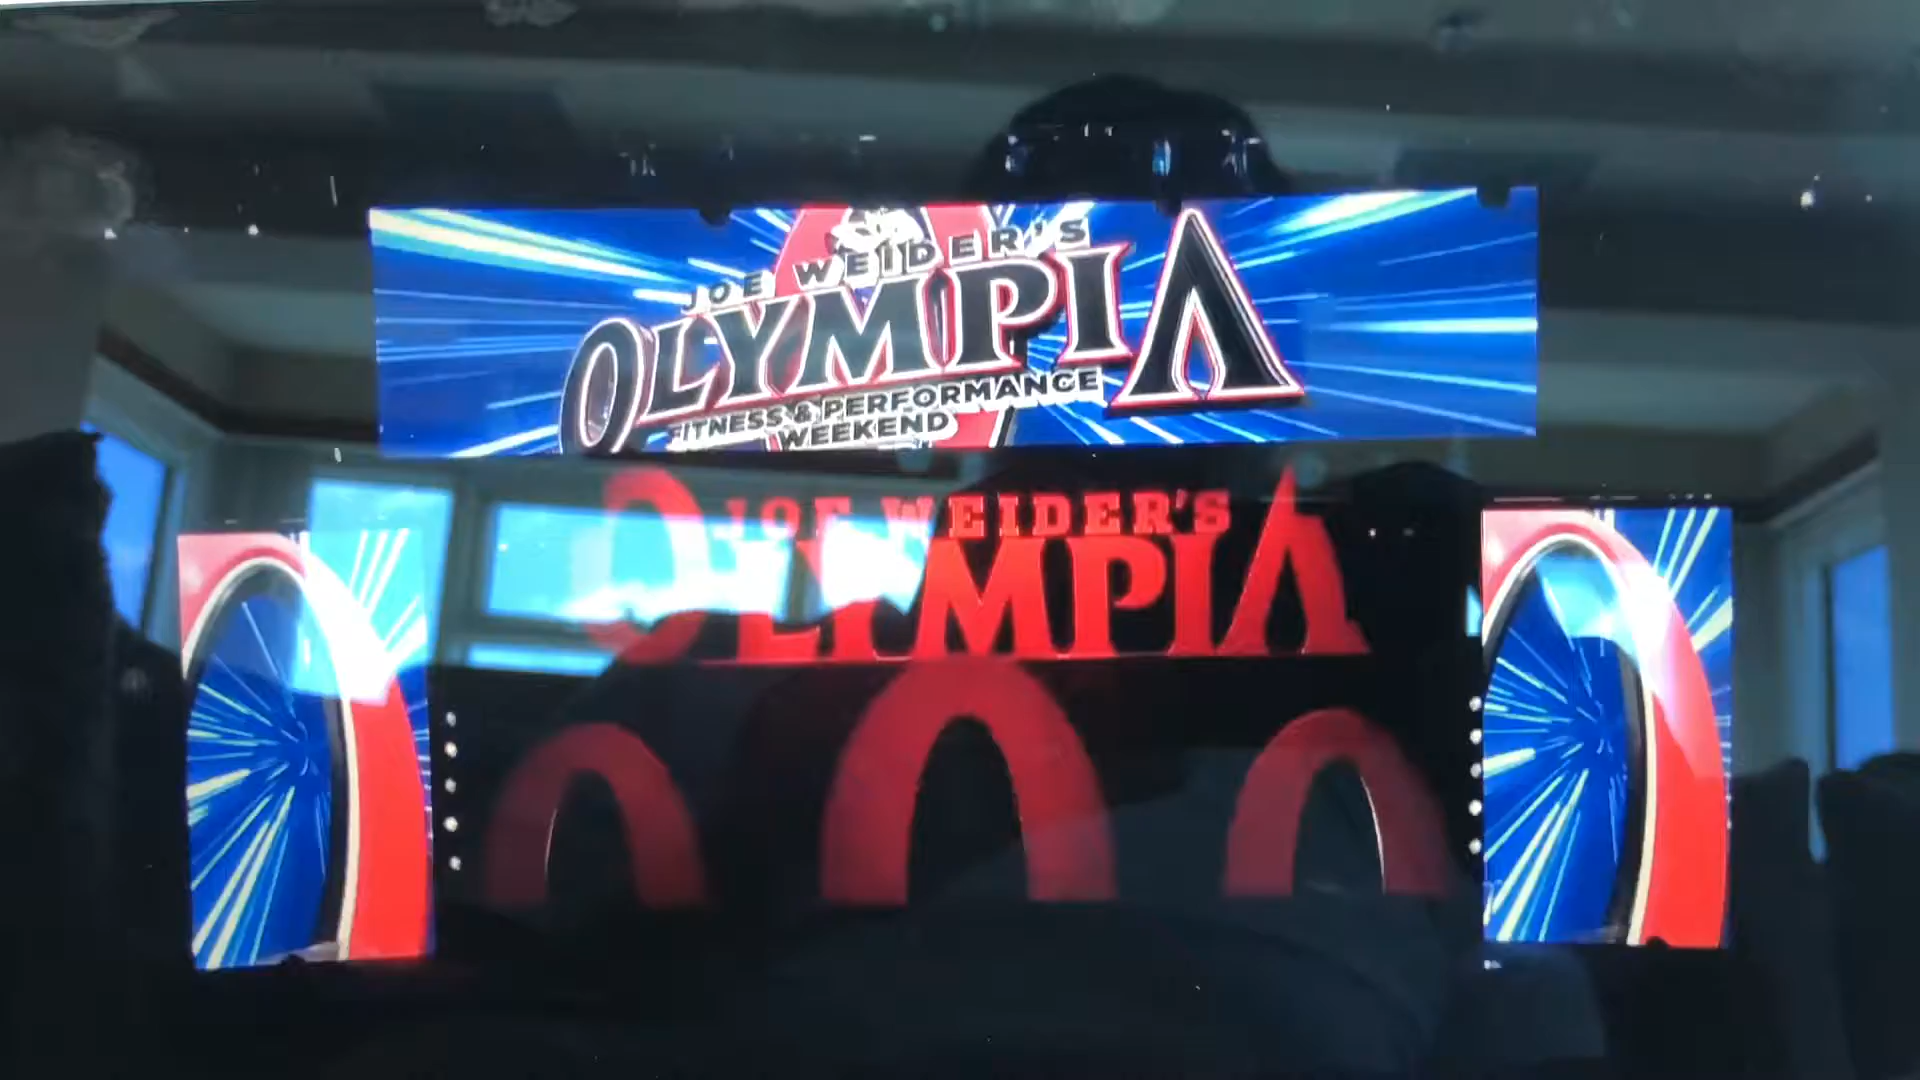 JOE WEIDER'S
OLYMPIA
FITNESS & PERFORMANCE
WEEKEND
JOE WEIDER'S
OLYMPIA